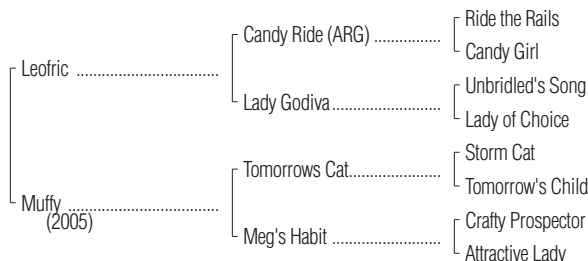 Leofric
Muffy
(2005)
Candy Ride (ARG)
Lady Godiva
Tomorrows Cat
Meg's Habit
Ride the Rails
Candy Girl
Unbridled's Song
Lady of Choice
Storm Cat
Tomorrow's Child
Crafty Prospector
Attractive Lady